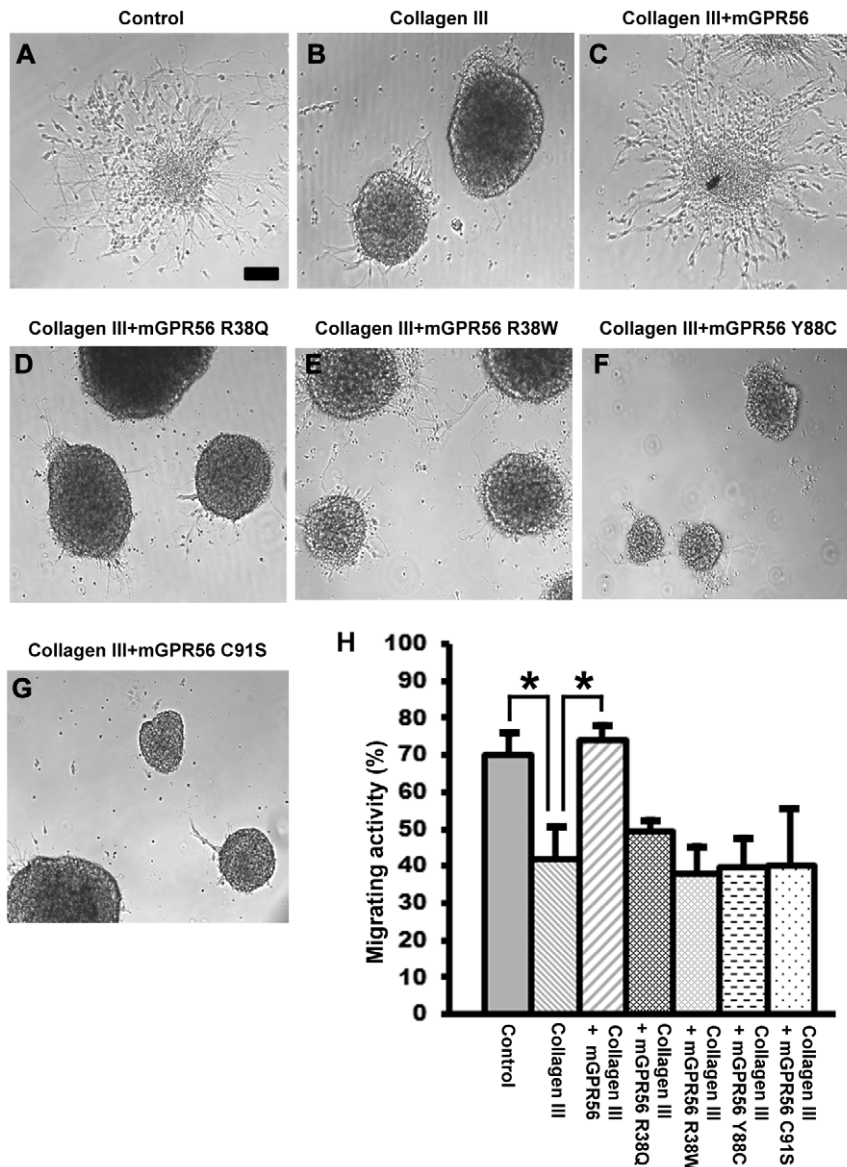 Control
Collagen III
Collagen III+mGPR56
A
B
C
Collagen III+mGPR56 R38Q
Collagen III+mGPR56 R38W
Collagen III+mGPR56 Y88C
D
E
F
Collagen III+mGPR56 C91S
G
H
Migrating activity (%)
100
90
80
70
60
50
40
30
20
10
0
*
*
Control
Collagen III
Collagen III
+ mGPR56
Collagen III
+ mGPR56 R38Q
Collagen III
+ mGPR56 R38W
Collagen III
+ mGPR56 Y88C
Collagen III
+ mGPR56 C91S